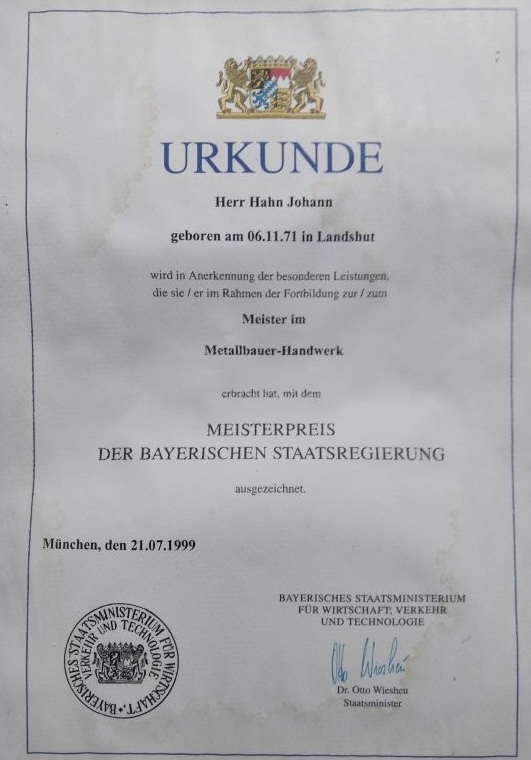 URKUNDE
Herr Hahn Johann
geboren am 06.11.71 in Landshut
wird in Anerkennung der besonderen Leistungen,
die sie / er im Rahmen der Fortbildung zur / zum
Meister im
Metallbauer-Handwerk
erbracht hat, mit dem
MEISTERPREIS
DER BAYERISCHEN STAATSREGIERUNG
ausgezeichnet.
München, den 21.07.1999
BAYERISCHES STAATSMINISTERIUM
FÜR WIRTSCHAFT, VERKEHR
UND TECHNOLOGIE
BAYERISCHES STAATSMINISTERIUM FÜR WIRTSCHAFT,
VERKEHR UND TECHNOLOGIE
Otto Wiesheu
Dr. Otto Wiesheu
Staatsminister